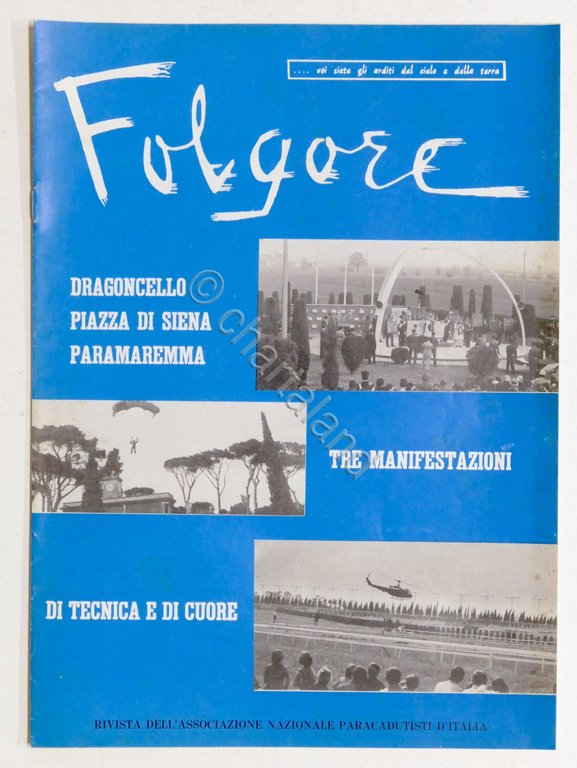 .... voi siete gli arditi del cielo e della terra
Folgore
DRAGONCELLO
PIAZZA DI SIENA
PARAMAREMMA
TRE MANIFESTAZIONI
DI TECNICA E DI CUORE
RIVISTA DELL'ASSOCIAZIONE NAZIONALE PARACADUTISTI D'ITALIA
© chartaland